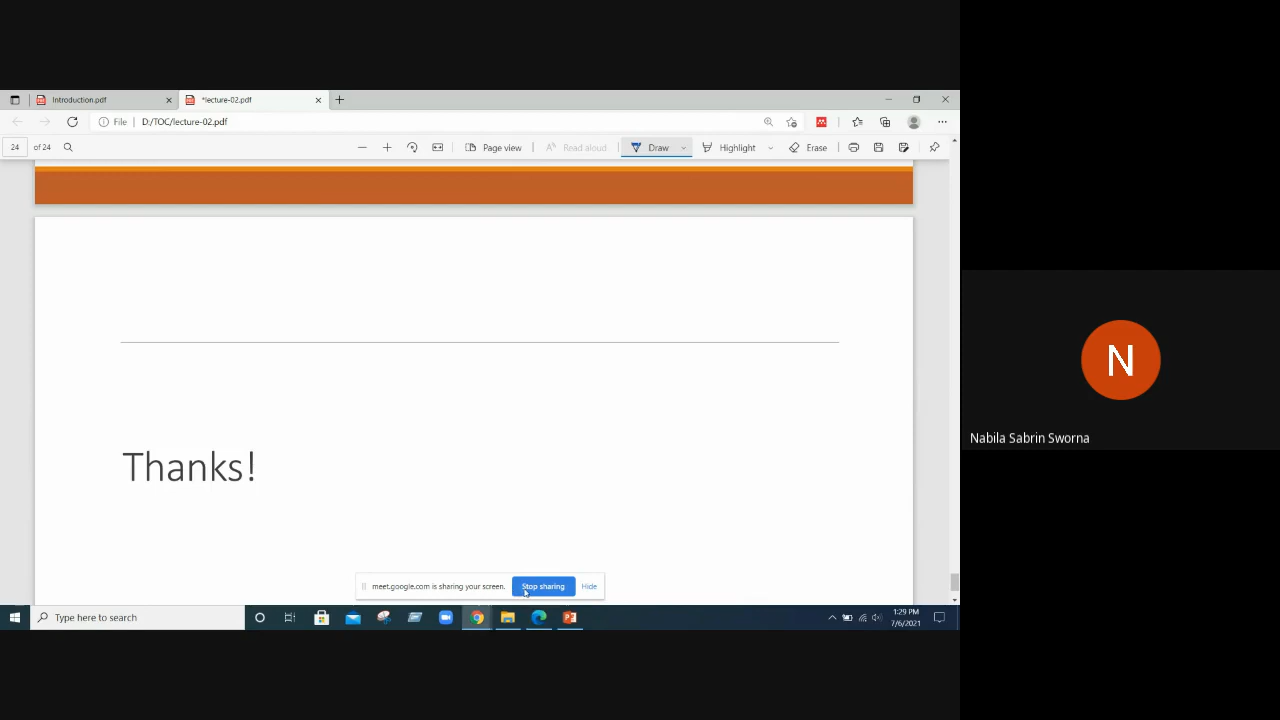 Introduction.pdf
*lecture-02.pdf
File
D:/TOC/lecture-02.pdf
24 of 24
Page view
Read aloud
Draw
Highlight
Erase
Thanks!
N
Nabila Sabrin Sworna
meet.google.com is sharing your screen.
Stop sharing
Hide
Type here to search
1:29 PM
7/6/2021